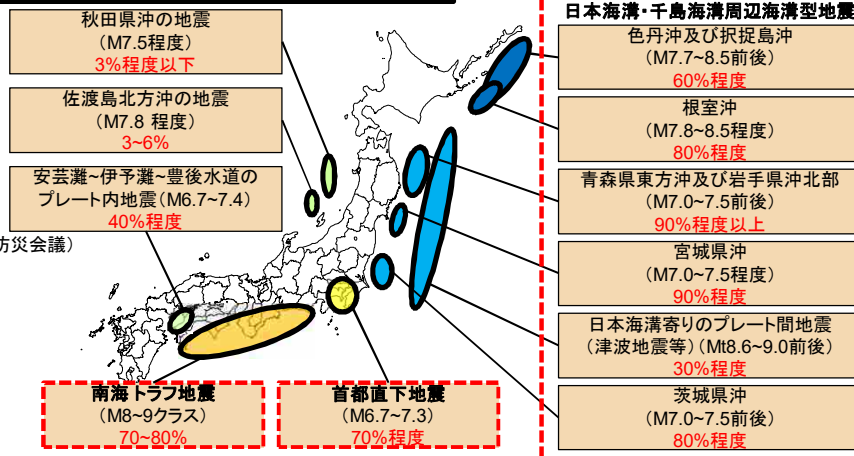 秋田県沖の地震
(M7.5程度)
3%程度以下
佐渡島北方沖の地震
(M7.8 程度)
3~6%
安芸灘~伊予灘~豊後水道の
プレート内地震(M6.7~7.4)
40%程度
防災会議)
南海トラフ地震
(M8~9クラス)
70~80%
首都直下地震
(M6.7~7.3)
70%程度
日本海溝・千島海溝周辺海溝型地震
色丹沖及び択捉島沖
(M7.7~8.5前後)
60%程度
根室沖
(M7.8~8.5程度)
80%程度
青森県東方沖及び岩手県沖北部
(M7.0~7.5前後)
90%程度以上
宮城県沖
(M7.0~7.5程度)
90%程度
日本海溝寄りのプレート間地震
(津波地震等)(Mt8.6~9.0前後)
30%程度
茨城県沖
(M7.0~7.5前後)
80%程度